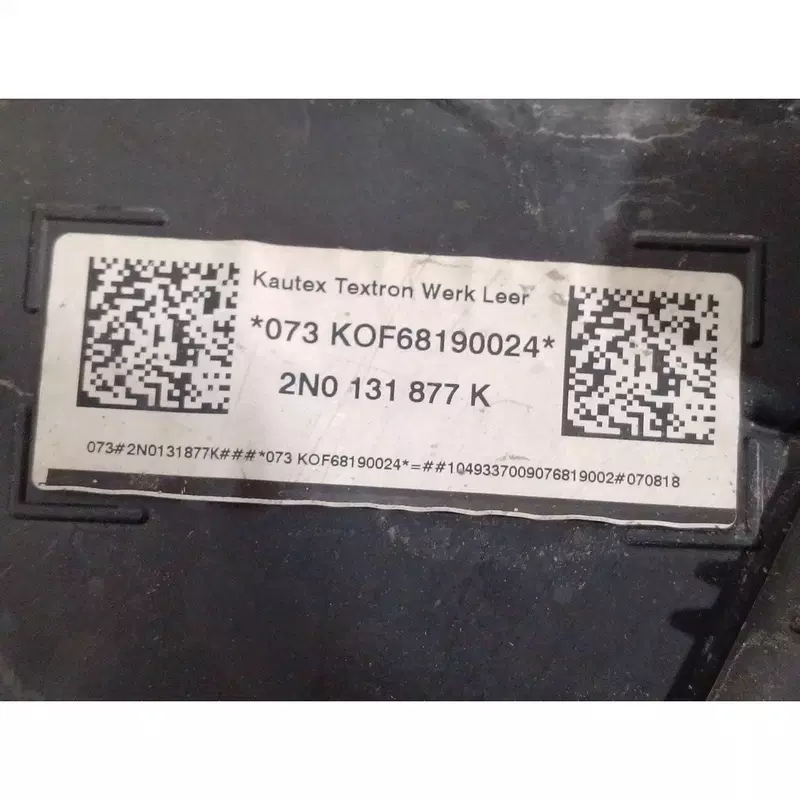 Kautex Textron Werk Leer
*073 KOF68190024*
2N0 131 877 K
073#2N0131877K###*073 KOF68190024*=##1049337009076819002#070818